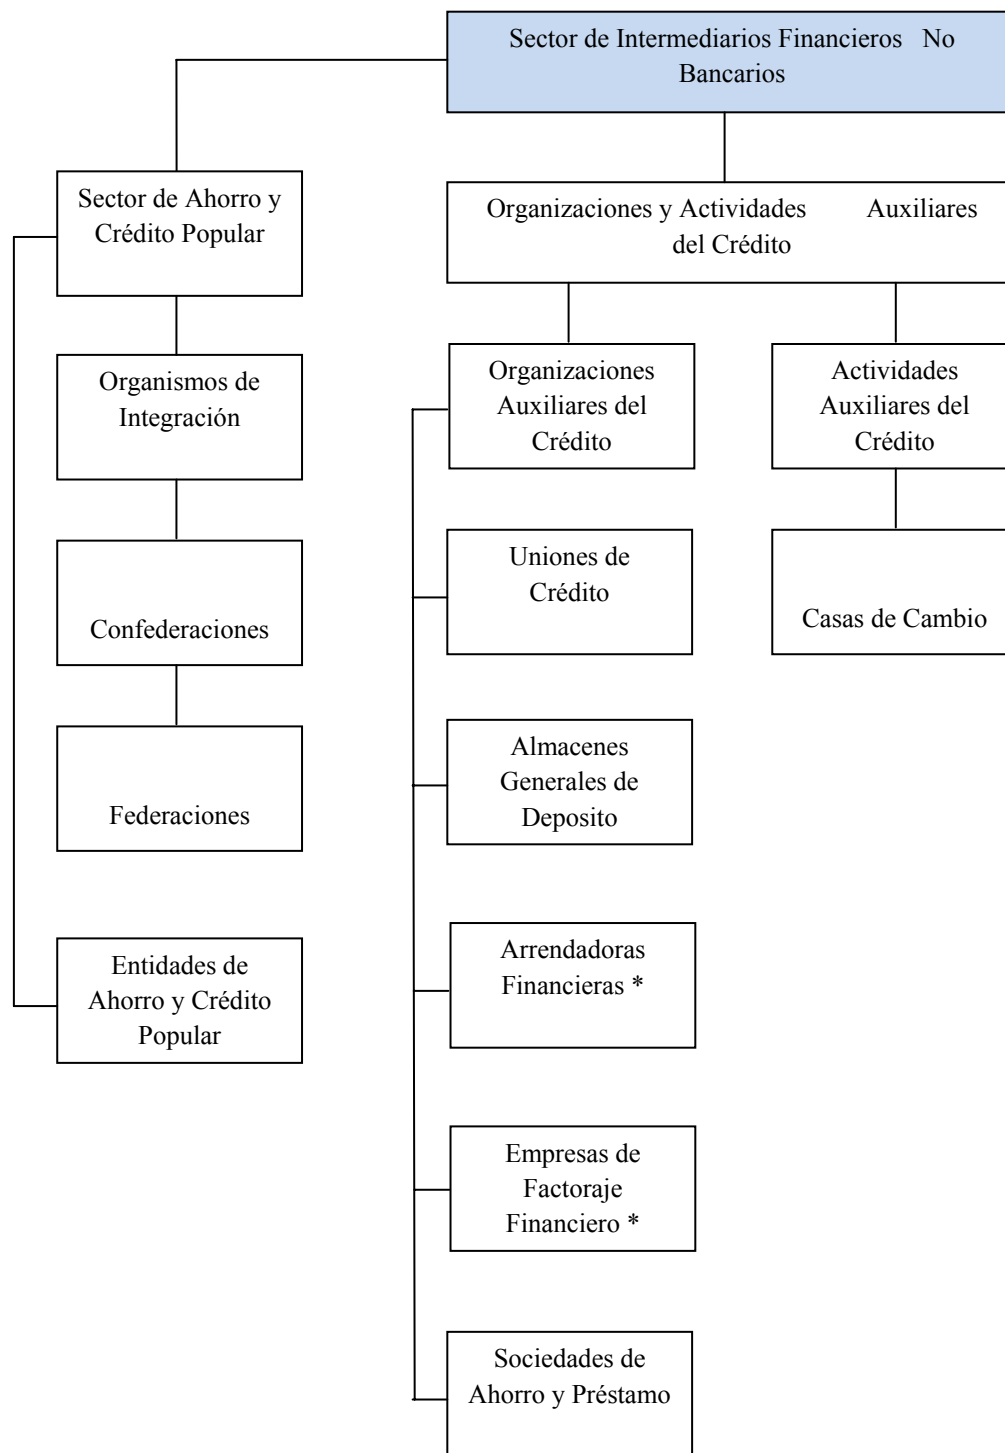 Sector de Intermediarios Financieros No
Bancarios
Sector de Ahorro y
Crédito Popular
Organizaciones y Actividades Auxiliares
del Crédito
Organismos de
Integración
Organizaciones
Auxiliares del
Crédito
Actividades
Auxiliares del
Crédito
Confederaciones
Uniones de
Crédito
Casas de Cambio
Federaciones
Almacenes
Generales de
Deposito
Entidades de
Ahorro y Crédito
Popular
Arrendadoras
Financieras *
Empresas de
Factoraje
Financiero *
Sociedades de
Ahorro y Préstamo